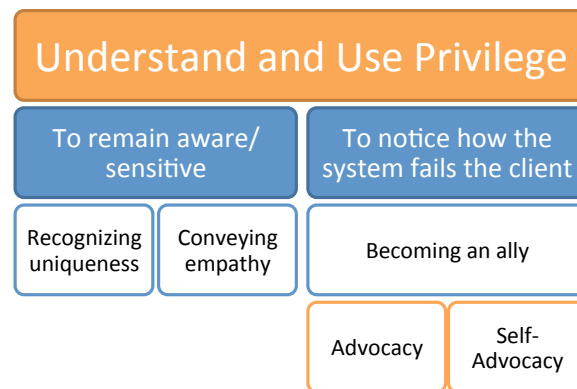 Understand and Use Privilege
To remain aware/
sensitive
To notice how the
system fails the client
Recognizing
uniqueness
Conveying
empathy
Becoming an ally
Advocacy
Self-
Advocacy